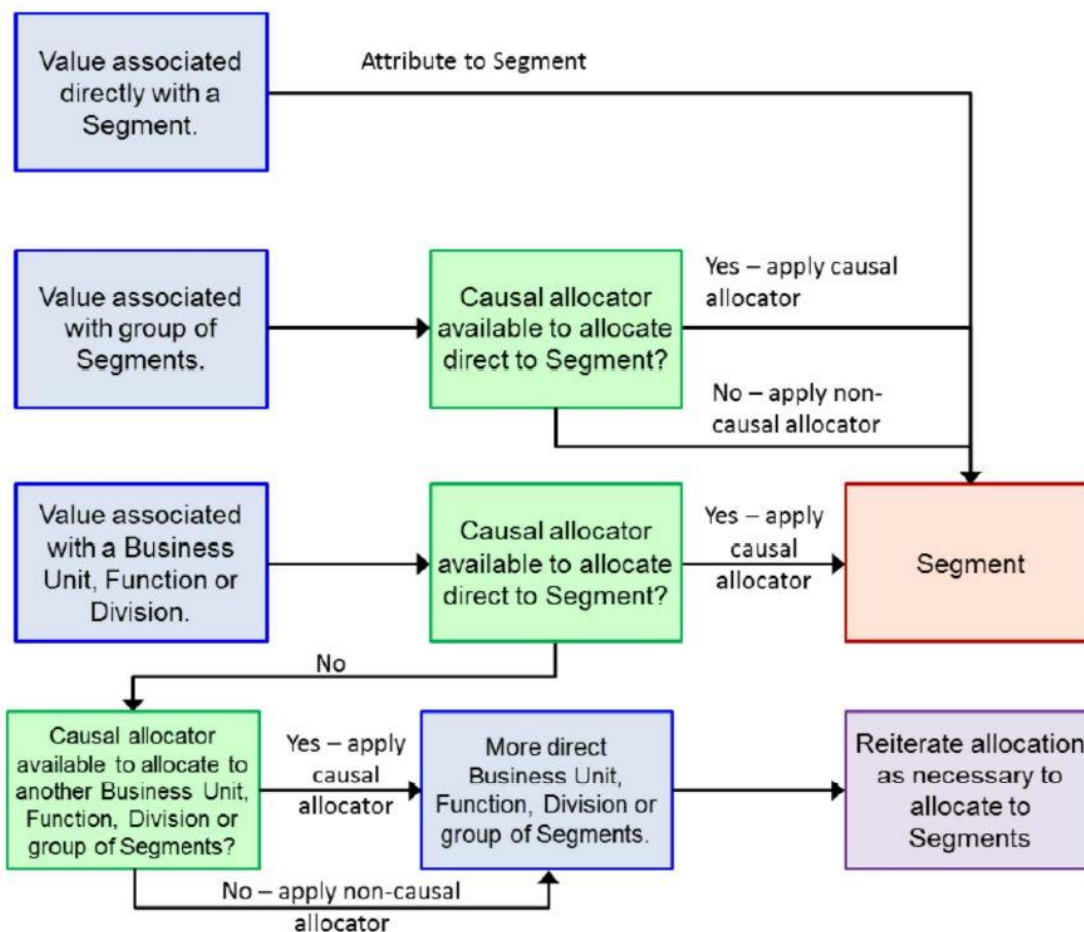 Value associated
directly with a
Segment.
Attribute to Segment
Value associated
with group of
Segments.
Causal allocator
available to allocate
direct to Segment?
Yes – apply causal
allocator
No – apply non-
causal allocator
Value associated
with a Business
Unit, Function or
Division.
Causal allocator
available to allocate
direct to Segment?
Yes – apply
causal
allocator
Segment
No
Causal allocator
available to allocate to
another Business Unit,
Function, Division or
group of Segments?
Yes – apply
causal
allocator
More direct
Business Unit,
Function, Division or
group of Segments.
Reiterate allocation
as necessary to
allocate to
Segments
No – apply non-causal
allocator